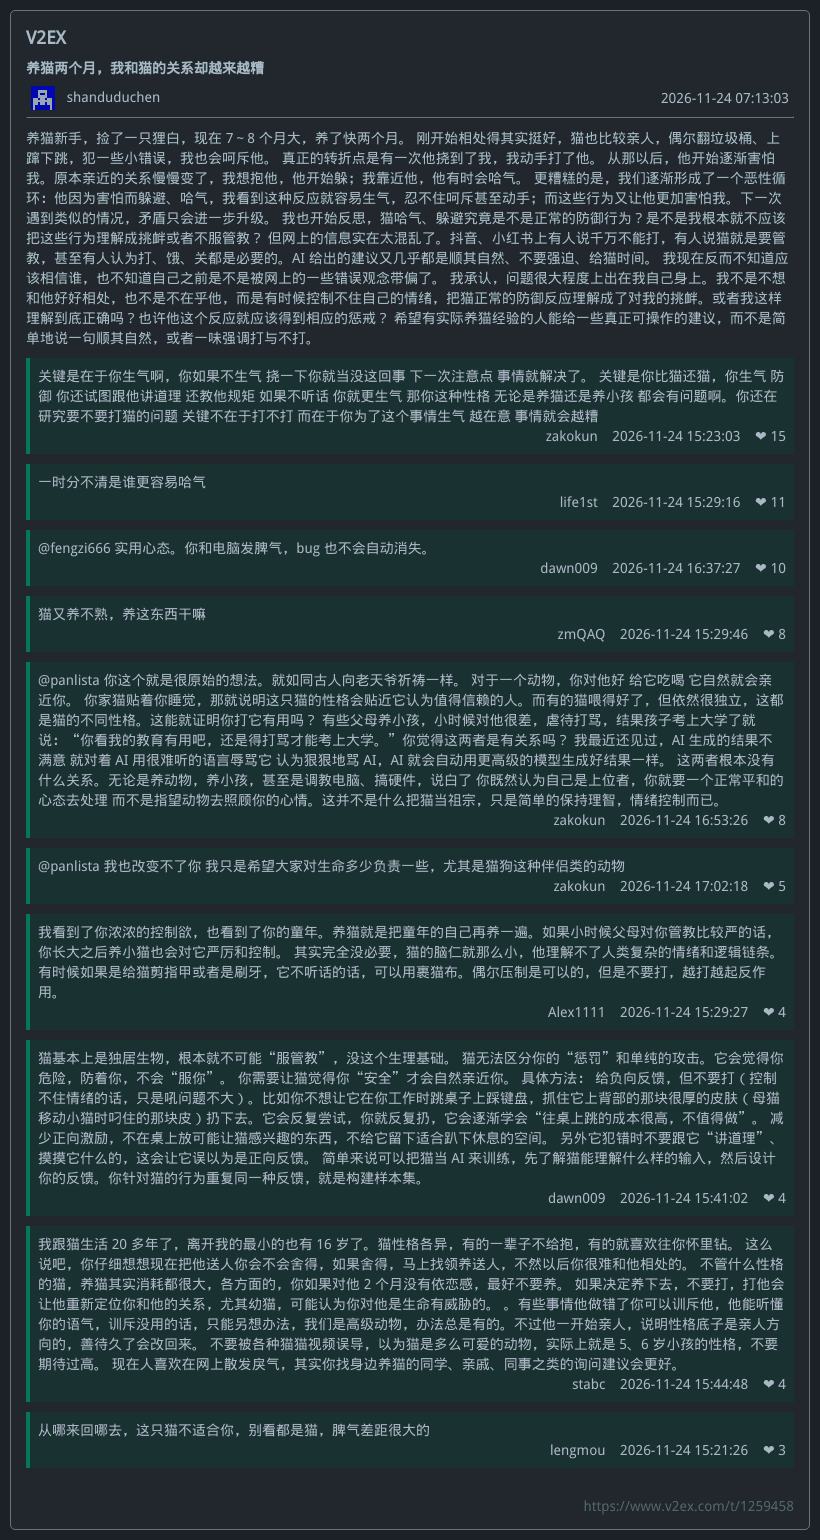 V2EX
养猫两个月，我和猫的关系却越来越糟
shanduduchen
2026-11-24 07:13:03
养猫新手，捡了一只狸白，现在 7～8 个月大，养了快两个月。 刚开始相处得其实挺好，猫也比较亲人，偶尔翻垃圾桶、上
蹿下跳，犯一些小错误，我也会呵斥他。 真正的转折点是有一次他挠到了我，我动手打了他。 从那以后，他开始逐渐害怕
我。原本亲近的关系慢慢变了，我想抱他，他开始躲；我靠近他，他有时会哈气。 更糟糕的是，我们逐渐形成了一个恶性循
环：他因为害怕而躲避、哈气，我看到这种反应就容易生气，忍不住呵斥甚至动手；而这些行为又让他更加害怕我。下一次
遇到类似的情况，矛盾只会进一步升级。 我也开始反思，猫哈气、躲避究竟是不是正常的防御行为？是不是我根本就不应该
把这些行为理解成挑衅或者不服管教？ 但网上的信息实在太混乱了。抖音、小红书上有人说千万不能打，有人说猫就是要管
教，甚至有人认为打、饿、关都是必要的。AI 给出的建议又几乎都是顺其自然、不要强迫、给猫时间。 我现在反而不知道应
该相信谁，也不知道自己之前是不是被网上的一些错误观念带偏了。 我承认，问题很大程度上出在我自己身上。我不是不想
和他好好相处，也不是不在乎他，而是有时候控制不住自己的情绪，把猫正常的防御反应理解成了对我的挑衅。或者我这样
理解到底正确吗？也许他这个反应就应该得到相应的惩戒？ 希望有实际养猫经验的人能给一些真正可操作的建议，而不是简
单地说一句顺其自然，或者一味强调打与不打。
关键是在于你生气啊，你如果不生气 挠一下你就当没这回事 下一次注意点 事情就解决了。 关键是你比猫还猫，你生气 防
御 你还试图跟他讲道理 还教他规矩 如果不听话 你就更生气 那你这种性格 无论是养猫还是养小孩 都会有问题啊。你还在
研究要不要打猫的问题 关键不在于打不打 而在于你为了这个事情生气 越在意 事情就会越糟
zakokun 2026-11-24 15:23:03 ❤ 15
一时分不清是谁更容易哈气
life1st 2026-11-24 15:29:16 ❤ 11
@fengzi666 实用心态。你和电脑发脾气，bug 也不会自动消失。
dawn009 2026-11-24 16:37:27 ❤ 10
猫又养不熟，养这东西干嘛
zmQAQ 2026-11-24 15:29:46 ❤ 8
@panlista 你这个就是很原始的想法。就如同古人向老天爷祈祷一样。 对于一个动物，你对他好 给它吃喝 它自然就会亲
近你。 你家猫贴着你睡觉，那就说明这只猫的性格会贴近它认为值得信赖的人。而有的猫喂得好了，但依然很独立，这都
是猫的不同性格。这能就证明你打它有用吗？ 有些父母养小孩，小时候对他很差，虐待打骂，结果孩子考上大学了就
说：“你看我的教育有用吧，还是得打骂才能考上大学。”你觉得这两者是有关系吗？ 我最近还见过，AI 生成的结果不
满意 就对着 AI 用很难听的语言辱骂它 认为狠狠地骂 AI，AI 就会自动用更高级的模型生成好结果一样。 这两者根本没有
什么关系。无论是养动物，养小孩，甚至是调教电脑、搞硬件，说白了 你既然认为自己是上位者，你就要一个正常平和的
心态去处理 而不是指望动物去照顾你的心情。这并不是什么把猫当祖宗，只是简单的保持理智，情绪控制而已。
zakokun 2026-11-24 16:53:26 ❤ 8
@panlista 我也改变不了你 我只是希望大家对生命多少负责一些，尤其是猫狗这种伴侣类的动物
zakokun 2026-11-24 17:02:18 ❤ 5
我看到了你浓浓的控制欲，也看到了你的童年。养猫就是把童年的自己再养一遍。如果小时候父母对你管教比较严的话，
你长大之后养小猫也会对它严厉和控制。 其实完全没必要，猫的脑仁就那么小，他理解不了人类复杂的情绪和逻辑链条。
有时候如果是给猫剪指甲或者是刷牙，它不听话的话，可以用裹猫布。偶尔压制是可以的，但是不要打，越打越起反作
用。
Alex1111 2026-11-24 15:29:27 ❤ 4
猫基本上是独居生物，根本就不可能“服管教”，没这个生理基础。 猫无法区分你的“惩罚”和单纯的攻击。它会觉得你
危险，防着你，不会“服你”。 你需要让猫觉得你“安全”才会自然亲近你。 具体方法： 给负向反馈，但不要打（控制
不住情绪的话，只是吼问题不大）。比如你不想让它在你工作时跳桌子上踩键盘，抓住它上背部的那块很厚的皮肤（母猫
移动小猫时叼住的那块皮）扔下去。它会反复尝试，你就反复扔，它会逐渐学会“往桌上跳的成本很高，不值得做”。 减
少正向激励，不在桌上放可能让猫感兴趣的东西，不给它留下适合趴下休息的空间。 另外它犯错时不要跟它“讲道理”、
摸摸它什么的，这会让它误以为是正向反馈。 简单来说可以把猫当 AI 来训练，先了解猫能理解什么样的输入，然后设计
你的反馈。你针对猫的行为重复同一种反馈，就是构建样本集。
dawn009 2026-11-24 15:41:02 ❤ 4
我跟猫生活 20 多年了，离开我的最小的也有 16 岁了。猫性格各异，有的一辈子不给抱，有的就喜欢往你怀里钻。 这么
说吧，你仔细想想现在把他送人你会不会舍得，如果舍得，马上找领养送人，不然以后你很难和他相处的。 不管什么性格
的猫，养猫其实消耗都很大，各方面的，你如果对他 2 个月没有依恋感，最好不要养。 如果决定养下去，不要打，打他会
让他重新定位你和他的关系，尤其幼猫，可能认为你对他是生命有威胁的。 。有些事情他做错了你可以训斥他，他能听懂
你的语气，训斥没用的话，只能另想办法，我们是高级动物，办法总是有的。不过他一开始亲人，说明性格底子是亲人方
向的，善待久了会改回来。 不要被各种猫猫视频误导，以为猫是多么可爱的动物，实际上就是 5、6 岁小孩的性格，不要
期待过高。 现在人喜欢在网上散发戾气，其实你找身边养猫的同学、亲戚、同事之类的询问建议会更好。
stabc 2026-11-24 15:44:48 ❤ 4
从哪来回哪去，这只猫不适合你，别看都是猫，脾气差距很大的
lengmou 2026-11-24 15:21:26 ❤ 3
https://www.v2ex.com/t/1259458